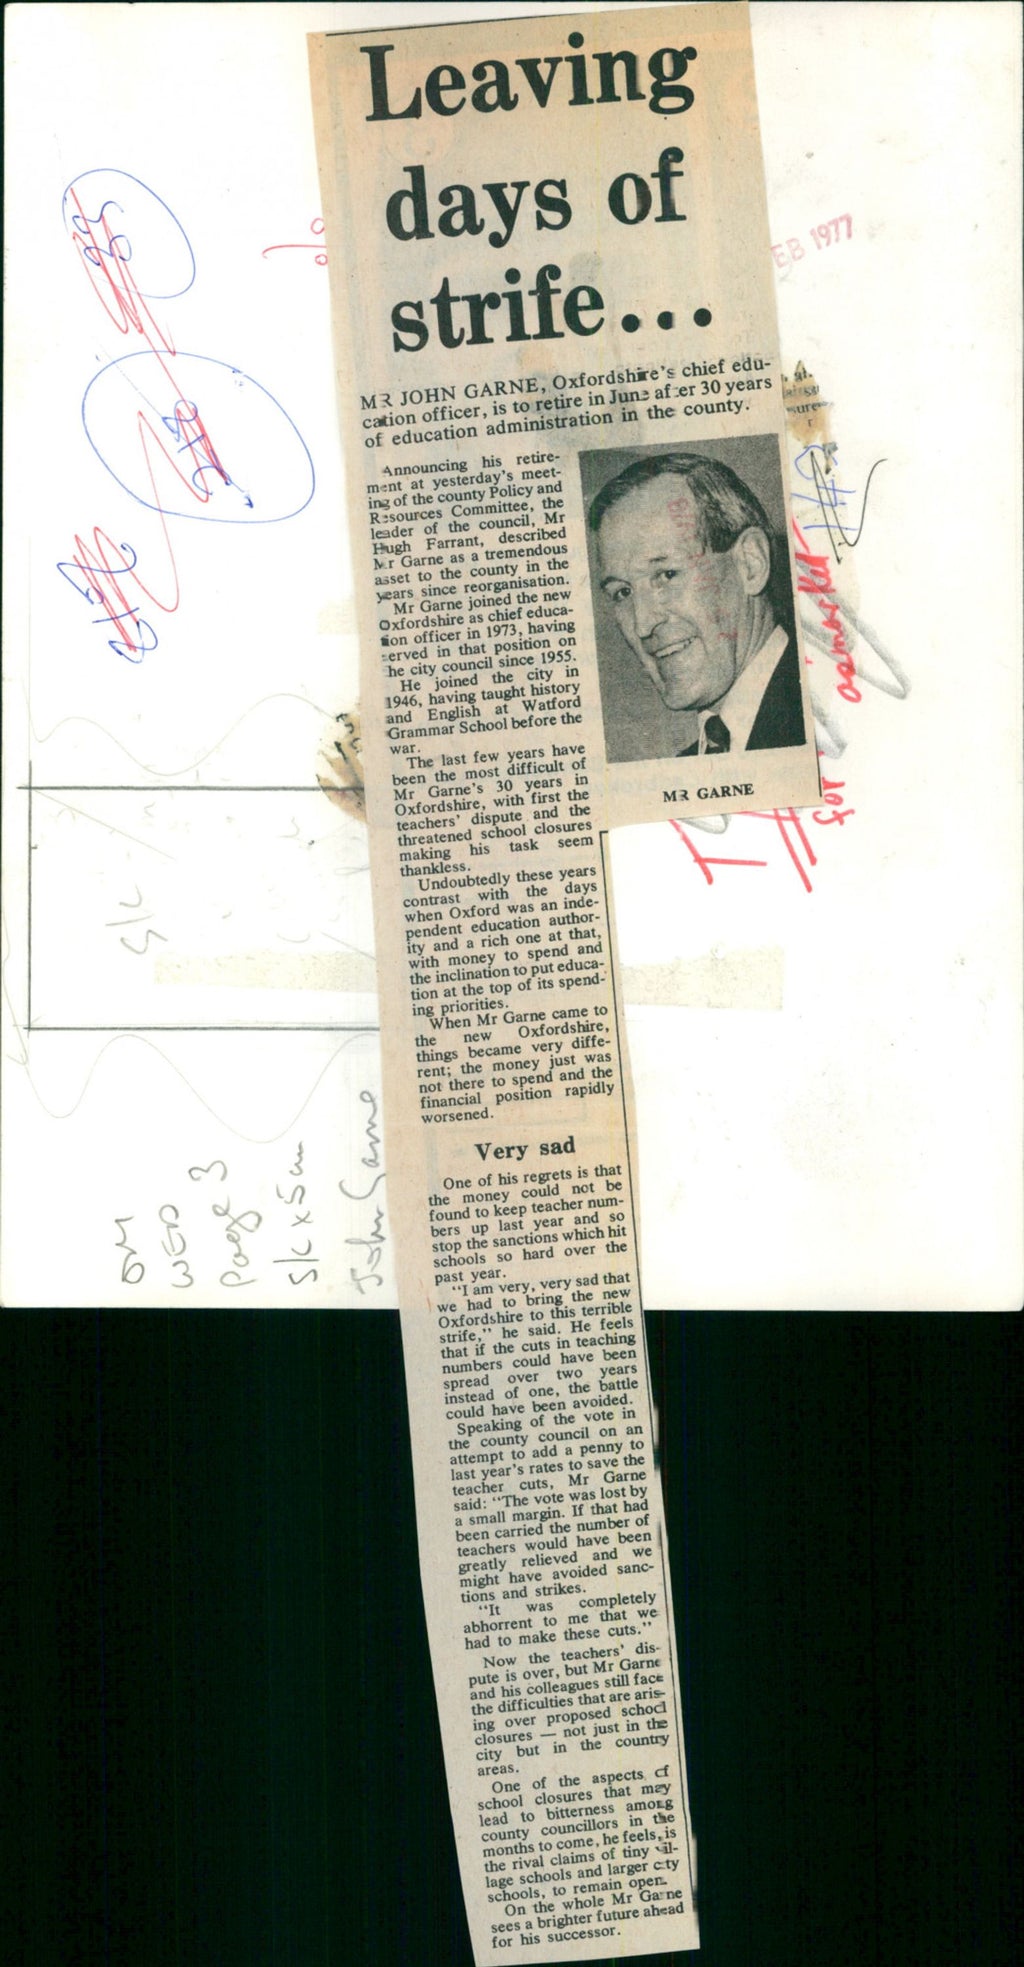 Leaving
days of
strife...
MR JOHN GARNE, Oxfordshire's chief edu-
cation officer, is to retire in June after 30 years
of education administration in the county.
Announcing his retire-
ment at yesterday's meet-
ing of the county Policy and
Resources Committee, the
leader of the council, Mr
Hugh Farrant, described
Mr Garne as a tremendous
asset to the county in the
years since reorganisation.
Mr Garne joined the new
Oxfordshire as chief educa-
tion officer in 1973, having
served in that position on
the city council since 1955.
He joined the city in
1946, having taught history
and English at Watford
Grammar School before the
war.
The last few years have
been the most difficult of
Mr Garne's 30 years in
Oxfordshire, with first the
teachers' dispute and the
threatened school closures
making his task seem
thankless.
Undoubtedly these years
contrast with the days
when Oxford was an inde-
pendent education author-
ity and a rich one at that,
with money to spend and
the inclination to put educa-
tion at the top of its spend-
ing priorities.
When Mr Garne came to
the new Oxfordshire,
things became very diffe-
rent; the money just was
not there to spend and the
financial position rapidly
worsened.
Very sad
One of his regrets is that
the money could not be
found to keep teacher num-
bers up last year and so
stop the sanctions which hit
schools so hard over the
past year.
"I am very, very sad that
we had to bring the new
Oxfordshire to this terrible
strife," he said. He feels
that if the cuts in teaching
numbers could have been
spread over two years
instead of one, the battle
could have been avoided.
Speaking of the vote in
the county council on an
attempt to add a penny to
last year's rates to save the
teacher cuts, Mr Garne
said: "The vote was lost by
a small margin. If that had
been carried the number of
teachers would have been
greatly relieved and we
might have avoided sanc-
tions and strikes.
"It was completely
abhorrent to me that we
had to make these cuts."
Now the teachers' dis-
pute is over, but Mr Garne
and his colleagues still face
the difficulties that are aris-
ing over proposed school
closures — not just in the
city but in the country
areas.
One of the aspects of
school closures that may
lead to bitterness among
county councillors in the
months to come, he feels, is
the rival claims of tiny vil-
lage schools and larger city
schools, to remain open.
On the whole Mr Garne
sees a brighter future ahead
for his successor.
MR GARNE
EB 1977
for
as marked
OM
WED
Page 3
S/C x 5cm
John Garne
S/C